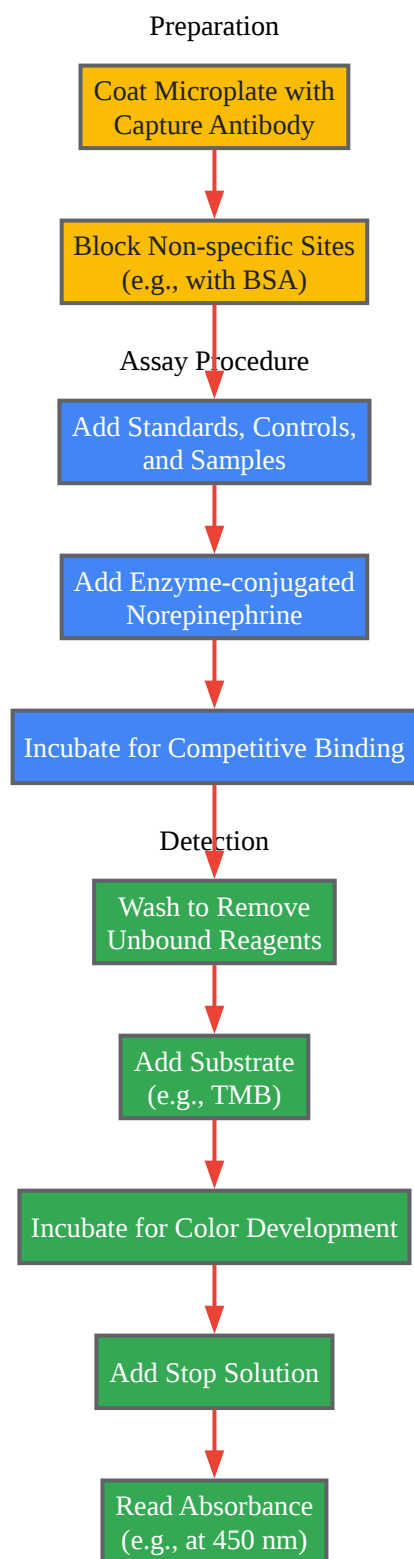 Preparation
Coat Microplate with
Capture Antibody
Block Non-specific Sites
(e.g., with BSA)
Assay Procedure
Add Standards, Controls,
and Samples
Add Enzyme-conjugated
Norepinephrine
Incubate for Competitive Binding
Detection
Wash to Remove
Unbound Reagents
Add Substrate
(e.g., TMB)
Incubate for Color Development
Add Stop Solution
Read Absorbance
(e.g., at 450 nm)